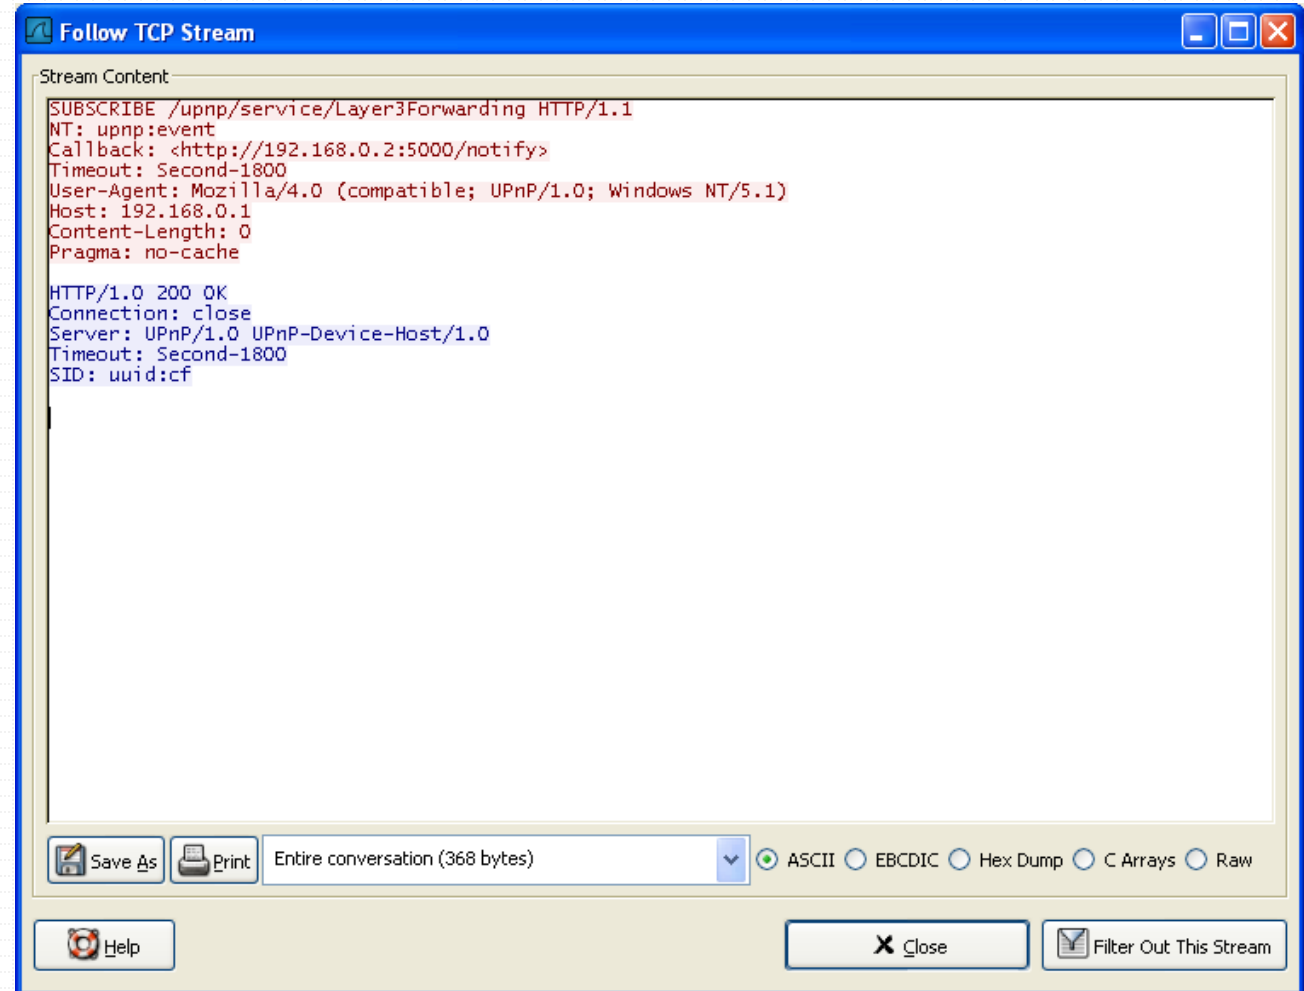 Follow TCP Stream
Stream Content
SUBSCRIBE /upnp/service/Layer3Forwarding HTTP/1.1
NT: upnp:event
Callback: <http://192.168.0.2:5000/notify>
Timeout: Second-1800
User-Agent: Mozilla/4.0 (compatible; UPnP/1.0; Windows NT/5.1)
Host: 192.168.0.1
Content-Length: 0
Pragma: no-cache
HTTP/1.0 200 OK
Connection: close
Server: UPnP/1.0 UPnP-Device-Host/1.0
Timeout: Second-1800
SID: uuid:cf
Save As Print Entire conversation (368 bytes) ASCII EBCDIC Hex Dump C Arrays Raw
Help Close Filter Out This Stream